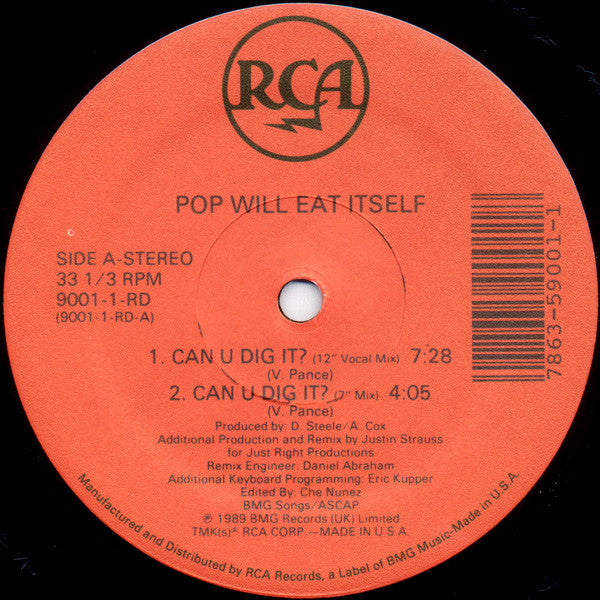 RCA
POP WILL EAT ITSELF
SIDE A-STEREO
33 1/3 RPM
9001-1-RD
(9001-1-RD-A)
7863-59001-1
1. CAN U DIG IT? (12" Vocal Mix) 7:28
(V. Pance)
2. CAN U DIG IT? (7" Mix) 4:05
(V. Pance)
Produced by: D. Steele/A. Cox
Additional Production and Remix by Justin Strauss
for Just Right Productions
Remix Engineer: Daniel Abraham
Additional Keyboard Programming: Eric Kupper
Edited By: Che Nunez
BMG Songs/ASCAP
℗ 1989 BMG Records (UK) Limited
TMK(s)® RCA CORP —MADE IN U.S.A.
Manufactured and Distributed by RCA Records, a Label of BMG Music-Made in U.S.A.